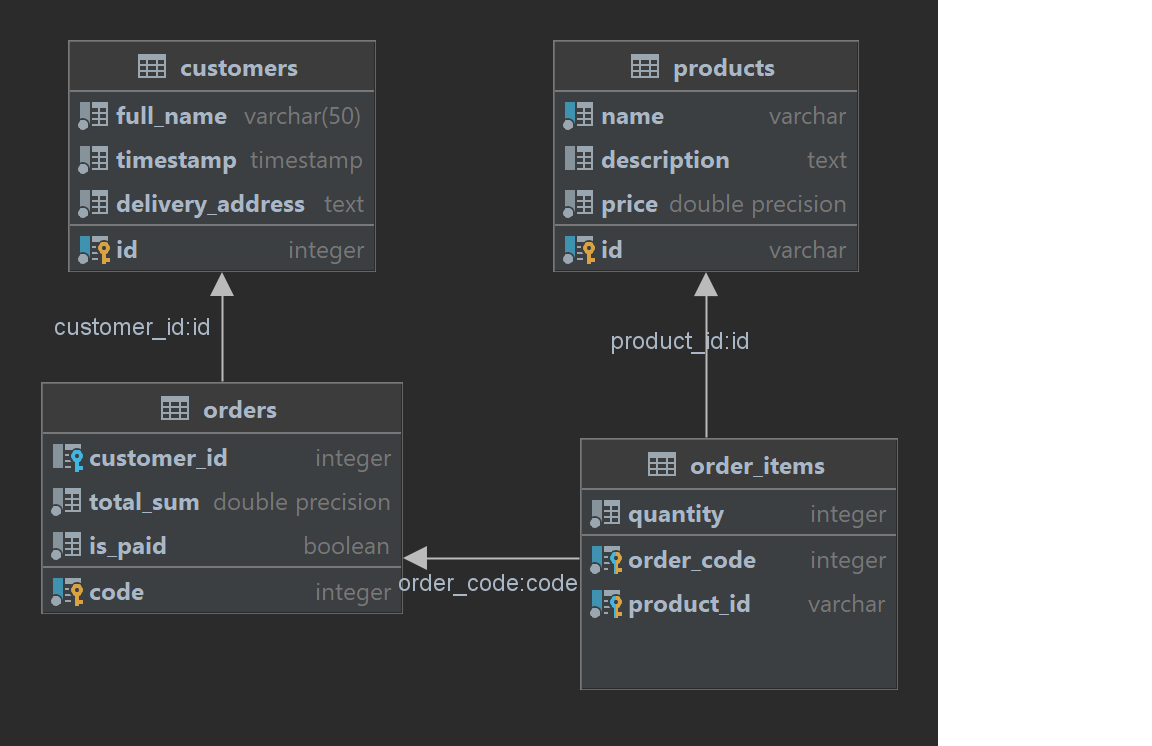 customers
full_name varchar(50)
timestamp timestamp
delivery_address text
id integer
products
name varchar
description text
price double precision
id varchar
customer_id:id
product_id:id
orders
customer_id integer
total_sum double precision
is_paid boolean
code integer
order_code:code
order_items
quantity integer
order_code integer
product_id varchar